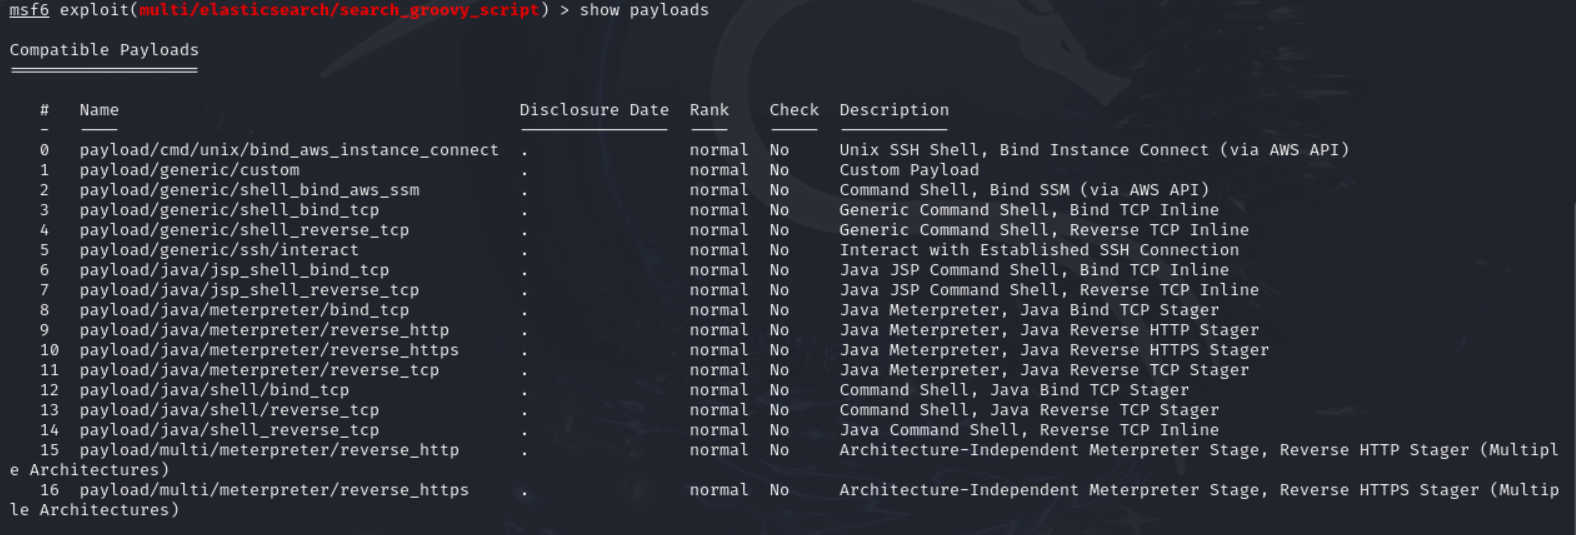 msf6 exploit(multi/elasticsearch/search_groovy_script) > show payloads
Compatible Payloads
===================
# Name Disclosure Date Rank Check Description
- ---- --------------- ---- ----- -----------
0 payload/cmd/unix/bind_aws_instance_connect . normal No Unix SSH Shell, Bind Instance Connect (via AWS API)
1 payload/generic/custom . normal No Custom Payload
2 payload/generic/shell_bind_aws_ssm . normal No Command Shell, Bind SSM (via AWS API)
3 payload/generic/shell_bind_tcp . normal No Generic Command Shell, Bind TCP Inline
4 payload/generic/shell_reverse_tcp . normal No Generic Command Shell, Reverse TCP Inline
5 payload/generic/ssh/interact . normal No Interact with Established SSH Connection
6 payload/java/jsp_shell_bind_tcp . normal No Java JSP Command Shell, Bind TCP Inline
7 payload/java/jsp_shell_reverse_tcp . normal No Java JSP Command Shell, Reverse TCP Inline
8 payload/java/meterpreter/bind_tcp . normal No Java Meterpreter, Java Bind TCP Stager
9 payload/java/meterpreter/reverse_http . normal No Java Meterpreter, Java Reverse HTTP Stager
10 payload/java/meterpreter/reverse_https . normal No Java Meterpreter, Java Reverse HTTPS Stager
11 payload/java/meterpreter/reverse_tcp . normal No Java Meterpreter, Java Reverse TCP Stager
12 payload/java/shell/bind_tcp . normal No Command Shell, Java Bind TCP Stager
13 payload/java/shell/reverse_tcp . normal No Command Shell, Java Reverse TCP Stager
14 payload/java/shell_reverse_tcp . normal No Java Command Shell, Reverse TCP Inline
15 payload/multi/meterpreter/reverse_http . normal No Architecture-Independent Meterpreter Stage, Reverse HTTP Stager (Multipl
e Architectures)
16 payload/multi/meterpreter/reverse_https . normal No Architecture-Independent Meterpreter Stage, Reverse HTTPS Stager (Multip
le Architectures)